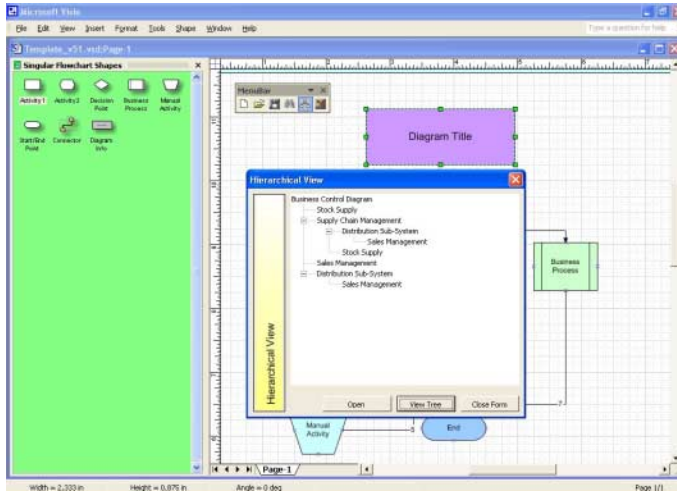 Microsoft Visio
File Edit View Insert Format Tools Shape Window Help
Type a question for help
Template_v51.vsd:Page-1
Singular Flowchart Shapes
Activity1 Activity2 Decision Point Business Process Manual Activity
Start/End Point Connector Diagram Info
MenuBar
Diagram Title
Hierarchical View
Business Control Diagram
Stock Supply
Supply Chain Management
Distribution Sub-System
Sales Management
Stock Supply
Sales Management
Distribution Sub-System
Sales Management
Hierarchical View
Open View Tree Close Form
Business
Process
Manual
Activity
End
Page-1
Width = 2.333 in Height = 0.875 in Angle = 0 deg Page 1/1